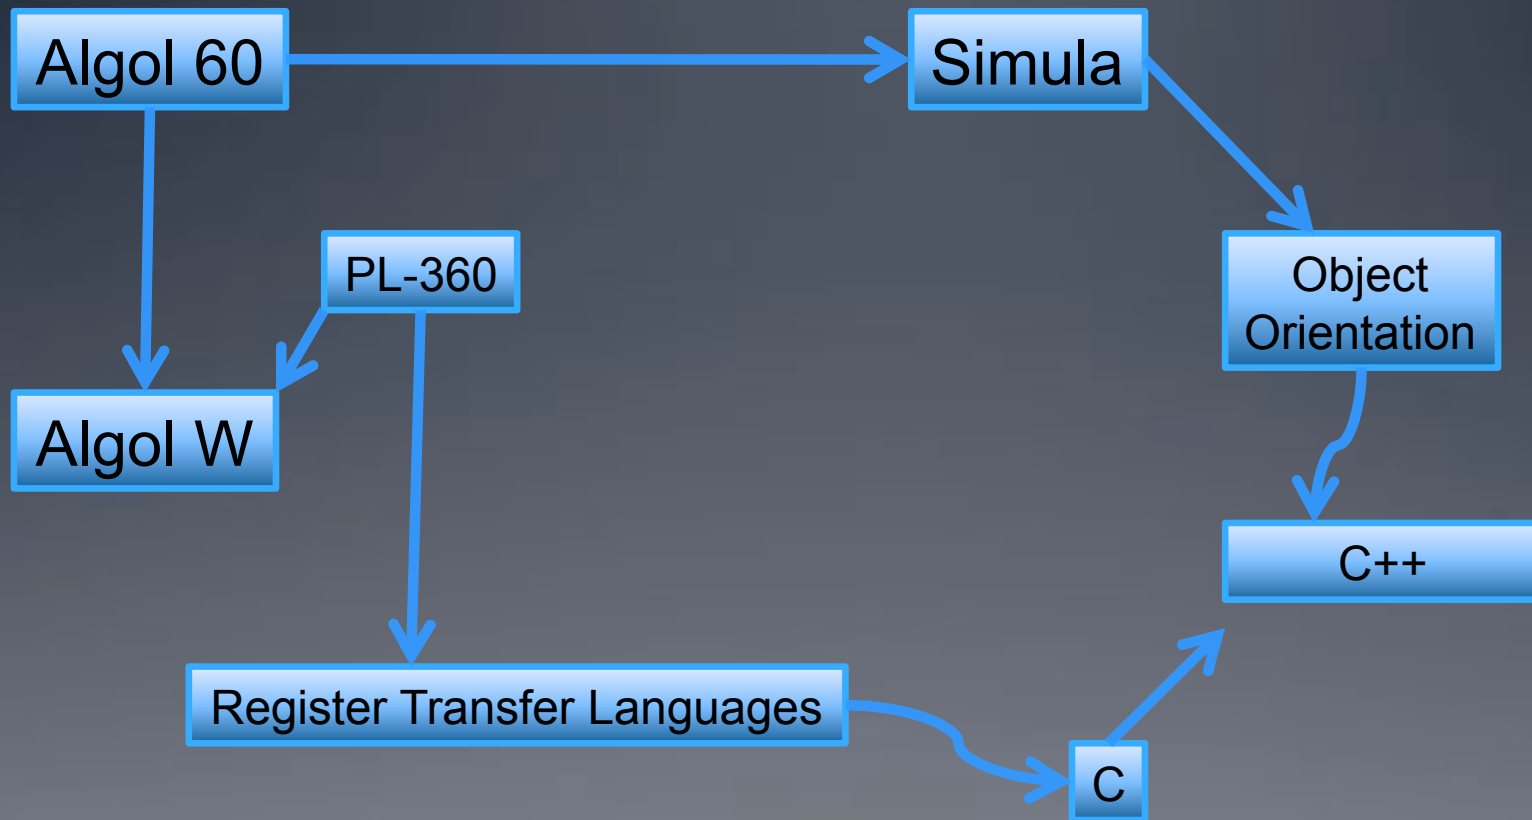 Algol 60
Simula
PL-360
Object
Orientation
Algol W
C++
Register Transfer Languages
C